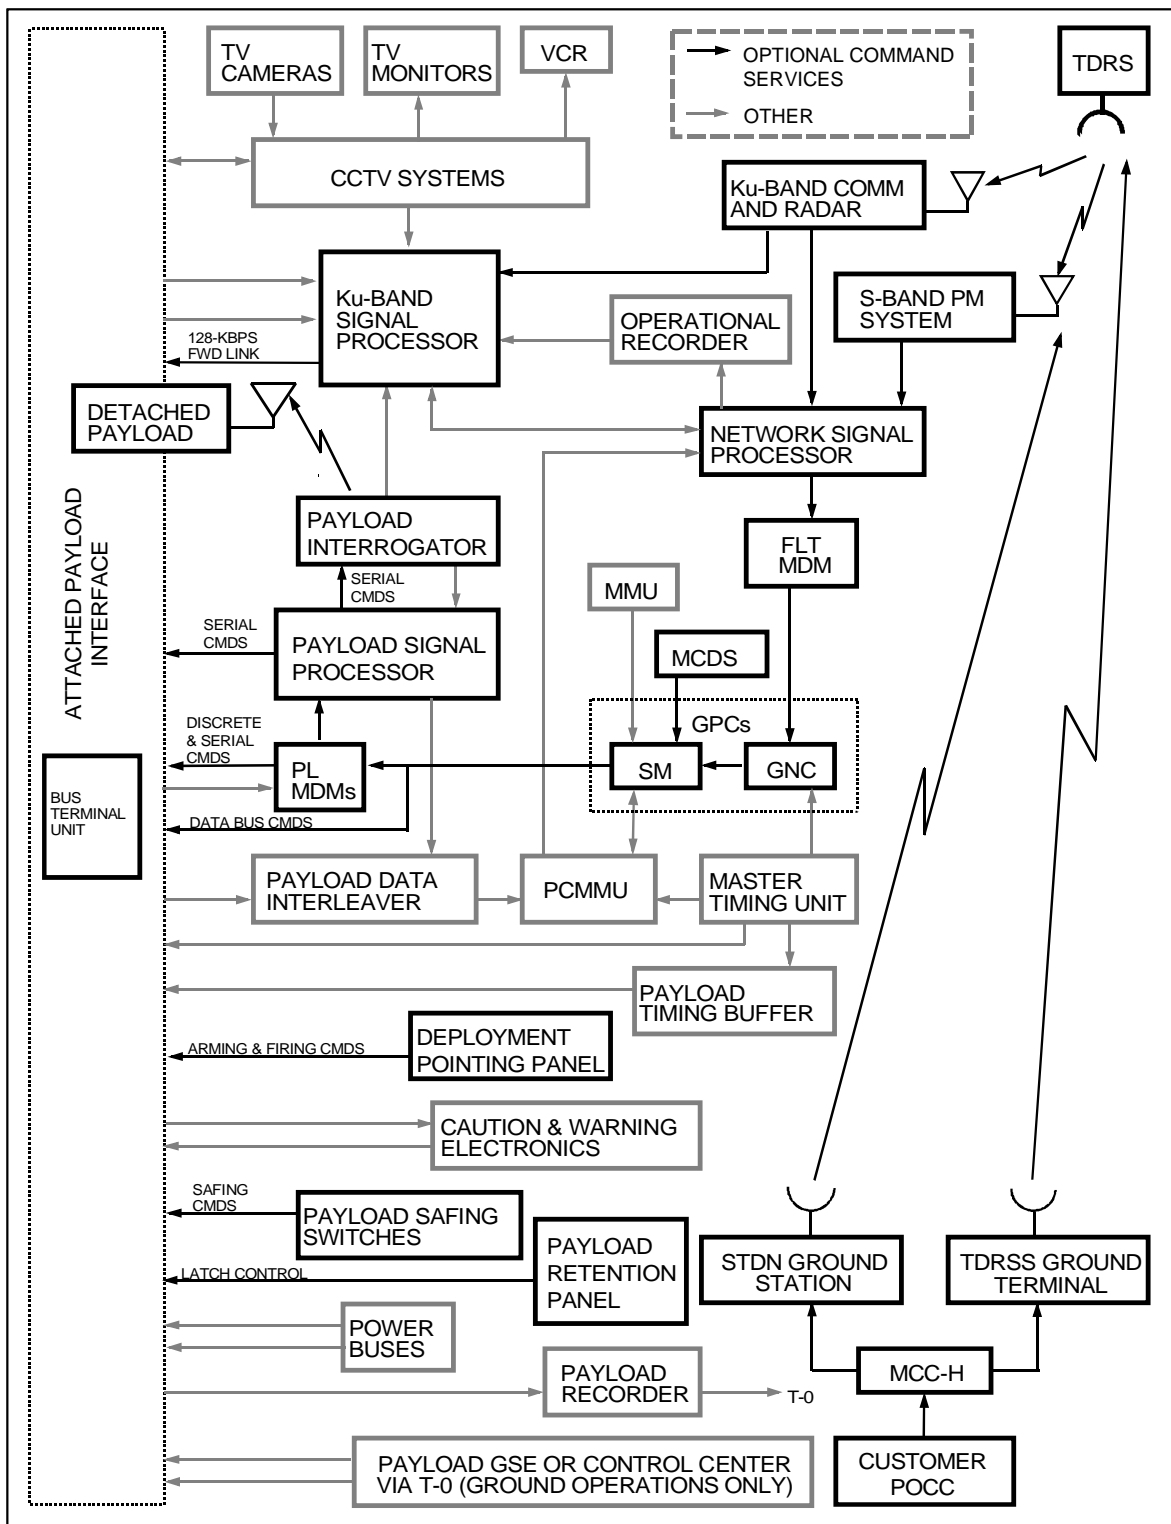 TV
CAMERAS
TV
MONITORS
VCR
OPTIONAL COMMAND
SERVICES
OTHER
TDRS
CCTV SYSTEMS
Ku-BAND COMM
AND RADAR
Ku-BAND
SIGNAL
PROCESSOR
S-BAND PM
SYSTEM
OPERATIONAL
RECORDER
128-KBPS
FWD LINK
DETACHED
PAYLOAD
NETWORK SIGNAL
PROCESSOR
ATTACHED PAYLOAD
INTERFACE
PAYLOAD
INTERROGATOR
FLT
MDM
SERIAL
CMDS
MMU
SERIAL
CMDS
PAYLOAD SIGNAL
PROCESSOR
MCDS
GPCs
DISCRETE
& SERIAL
CMDS
PL
MDMs
SM
GNC
BUS
TERMINAL
UNIT
DATA BUS CMDS
PAYLOAD DATA
INTERLEAVER
PCMMU
MASTER
TIMING UNIT
PAYLOAD
TIMING BUFFER
ARMING & FIRING CMDS
DEPLOYMENT
POINTING PANEL
CAUTION & WARNING
ELECTRONICS
SAFING
CMDS
PAYLOAD SAFING
SWITCHES
PAYLOAD
RETENTION
PANEL
LATCH CONTROL
STDN GROUND
STATION
TDRSS GROUND
TERMINAL
POWER
BUSES
PAYLOAD
RECORDER
T-0
MCC-H
PAYLOAD GSE OR CONTROL CENTER
VIA T-0 (GROUND OPERATIONS ONLY)
CUSTOMER
POCC